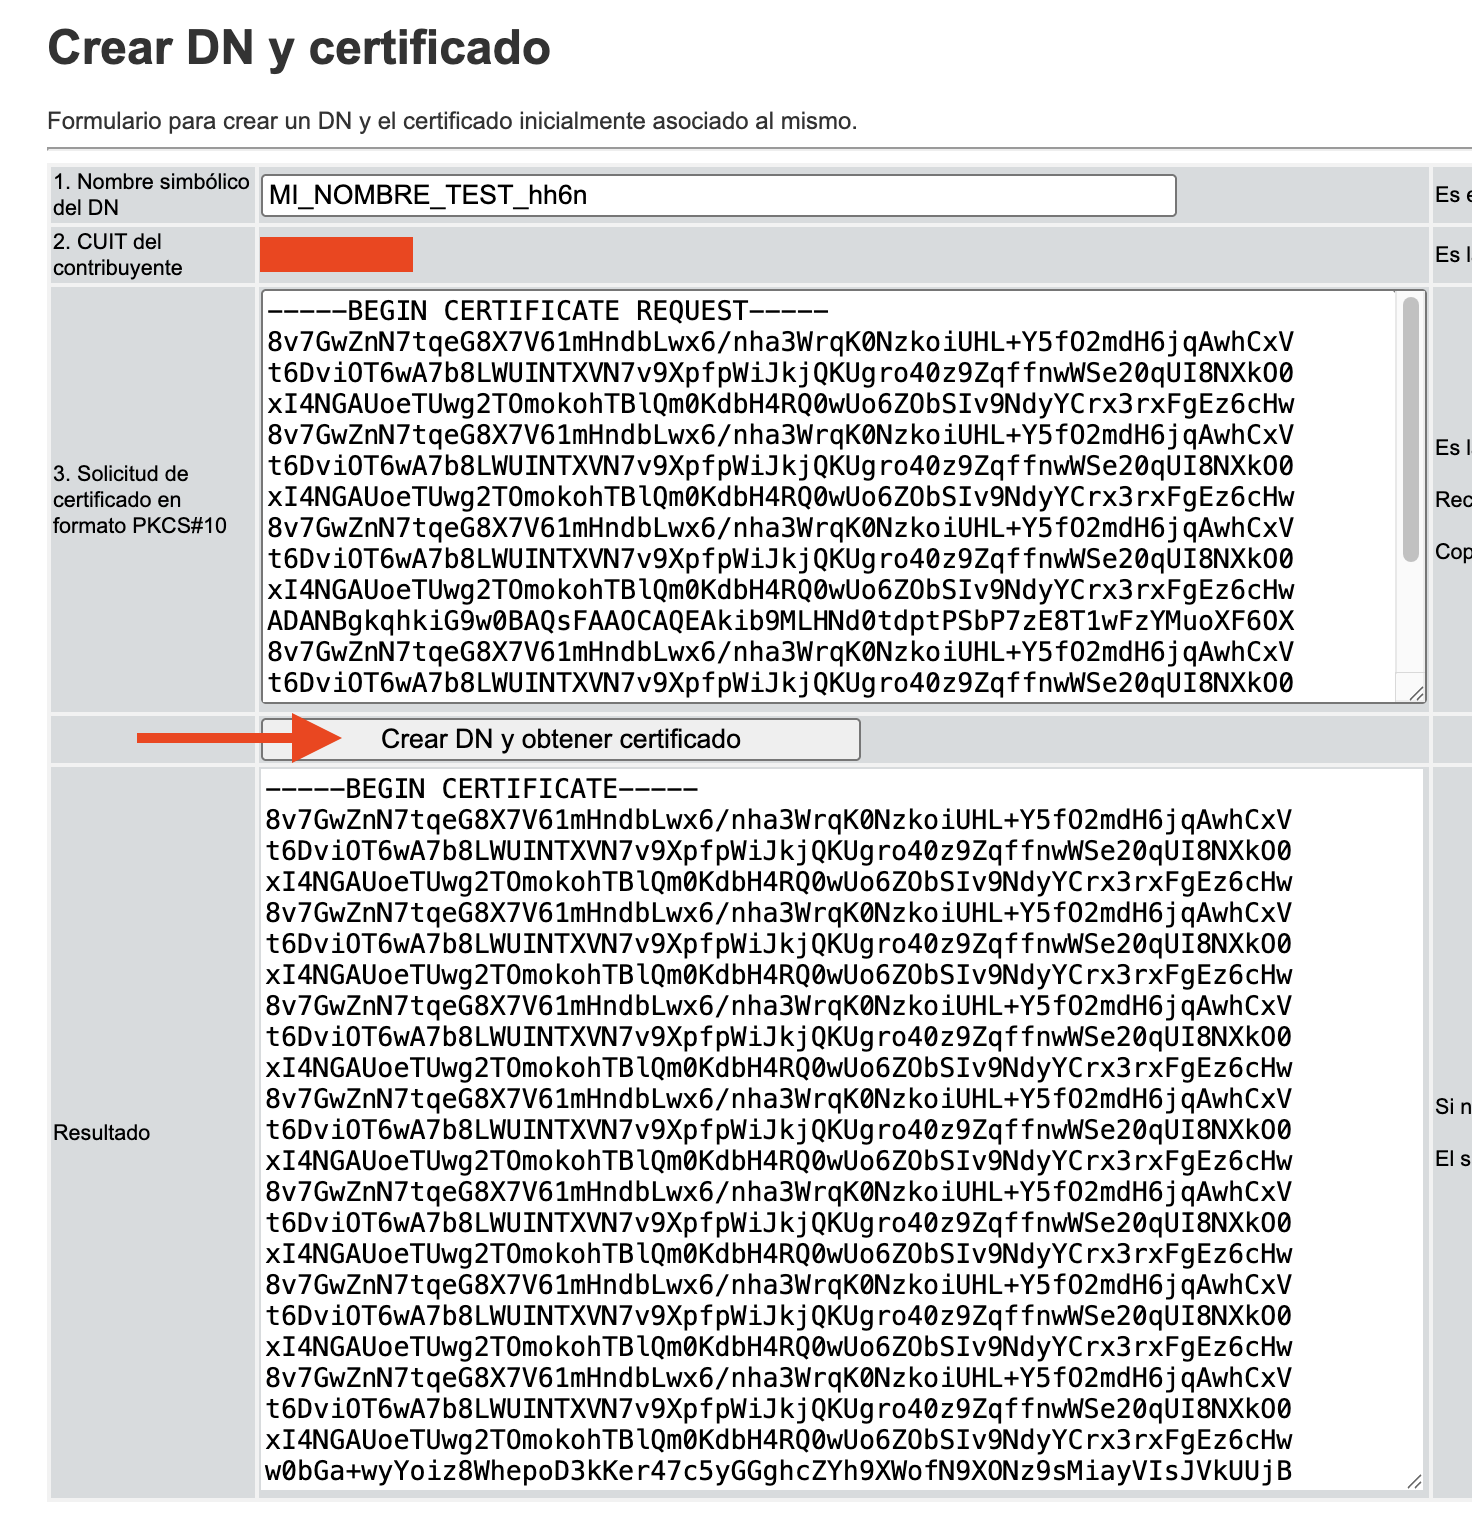 Crear DN y certificado
Formulario para crear un DN y el certificado inicialmente asociado al mismo.
1. Nombre simbólico
del DN
MI_NOMBRE_TEST_hh6n
Es
2. CUIT del
contribuyente
Es
3. Solicitud de
certificado en
formato PKCS#10
-----BEGIN CERTIFICATE REQUEST-----
8v7GwZnN7tqeG8X7V61mHndbLwx6/nha3WrqK0NzkoiUHL+Y5fO2mdH6jqAwhCxV
t6DviOT6wA7b8LWUINTXVN7v9XpfpWiJkjQKUgro40z9ZqffnwWSe20qUI8NXkO0
xI4NGAUoeTUwg2TOmokohTBlQm0KdbH4RQ0wUo6ZObSIv9NdyYCrx3rxFgEz6cHw
8v7GwZnN7tqeG8X7V61mHndbLwx6/nha3WrqK0NzkoiUHL+Y5fO2mdH6jqAwhCxV
t6DviOT6wA7b8LWUINTXVN7v9XpfpWiJkjQKUgro40z9ZqffnwWSe20qUI8NXkO0
xI4NGAUoeTUwg2TOmokohTBlQm0KdbH4RQ0wUo6ZObSIv9NdyYCrx3rxFgEz6cHw
8v7GwZnN7tqeG8X7V61mHndbLwx6/nha3WrqK0NzkoiUHL+Y5fO2mdH6jqAwhCxV
t6DviOT6wA7b8LWUINTXVN7v9XpfpWiJkjQKUgro40z9ZqffnwWSe20qUI8NXkO0
xI4NGAUoeTUwg2TOmokohTBlQm0KdbH4RQ0wUo6ZObSIv9NdyYCrx3rxFgEz6cHw
ADANBgkqhkiG9w0BAQsFAAOCAQEAkib9MLHNd0tdptPSbP7zE8T1wFzYMuoXF6OX
8v7GwZnN7tqeG8X7V61mHndbLwx6/nha3WrqK0NzkoiUHL+Y5fO2mdH6jqAwhCxV
t6DviOT6wA7b8LWUINTXVN7v9XpfpWiJkjQKUgro40z9ZqffnwWSe20qUI8NXkO0
Es
Rec
Cop
Crear DN y obtener certificado
Resultado
-----BEGIN CERTIFICATE-----
8v7GwZnN7tqeG8X7V61mHndbLwx6/nha3WrqK0NzkoiUHL+Y5fO2mdH6jqAwhCxV
t6DviOT6wA7b8LWUINTXVN7v9XpfpWiJkjQKUgro40z9ZqffnwWSe20qUI8NXkO0
xI4NGAUoeTUwg2TOmokohTBlQm0KdbH4RQ0wUo6ZObSIv9NdyYCrx3rxFgEz6cHw
8v7GwZnN7tqeG8X7V61mHndbLwx6/nha3WrqK0NzkoiUHL+Y5fO2mdH6jqAwhCxV
t6DviOT6wA7b8LWUINTXVN7v9XpfpWiJkjQKUgro40z9ZqffnwWSe20qUI8NXkO0
xI4NGAUoeTUwg2TOmokohTBlQm0KdbH4RQ0wUo6ZObSIv9NdyYCrx3rxFgEz6cHw
8v7GwZnN7tqeG8X7V61mHndbLwx6/nha3WrqK0NzkoiUHL+Y5fO2mdH6jqAwhCxV
t6DviOT6wA7b8LWUINTXVN7v9XpfpWiJkjQKUgro40z9ZqffnwWSe20qUI8NXkO0
xI4NGAUoeTUwg2TOmokohTBlQm0KdbH4RQ0wUo6ZObSIv9NdyYCrx3rxFgEz6cHw
8v7GwZnN7tqeG8X7V61mHndbLwx6/nha3WrqK0NzkoiUHL+Y5fO2mdH6jqAwhCxV
t6DviOT6wA7b8LWUINTXVN7v9XpfpWiJkjQKUgro40z9ZqffnwWSe20qUI8NXkO0
xI4NGAUoeTUwg2TOmokohTBlQm0KdbH4RQ0wUo6ZObSIv9NdyYCrx3rxFgEz6cHw
8v7GwZnN7tqeG8X7V61mHndbLwx6/nha3WrqK0NzkoiUHL+Y5fO2mdH6jqAwhCxV
t6DviOT6wA7b8LWUINTXVN7v9XpfpWiJkjQKUgro40z9ZqffnwWSe20qUI8NXkO0
xI4NGAUoeTUwg2TOmokohTBlQm0KdbH4RQ0wUo6ZObSIv9NdyYCrx3rxFgEz6cHw
8v7GwZnN7tqeG8X7V61mHndbLwx6/nha3WrqK0NzkoiUHL+Y5fO2mdH6jqAwhCxV
t6DviOT6wA7b8LWUINTXVN7v9XpfpWiJkjQKUgro40z9ZqffnwWSe20qUI8NXkO0
xI4NGAUoeTUwg2TOmokohTBlQm0KdbH4RQ0wUo6ZObSIv9NdyYCrx3rxFgEz6cHw
8v7GwZnN7tqeG8X7V61mHndbLwx6/nha3WrqK0NzkoiUHL+Y5fO2mdH6jqAwhCxV
t6DviOT6wA7b8LWUINTXVN7v9XpfpWiJkjQKUgro40z9ZqffnwWSe20qUI8NXkO0
xI4NGAUoeTUwg2TOmokohTBlQm0KdbH4RQ0wUo6ZObSIv9NdyYCrx3rxFgEz6cHw
w0bGa+wyYoiz8WhepoD3kKer47c5yGGghcZYh9XWofN9XONz9sMiayVIsJVkUUjB
Si n
El s